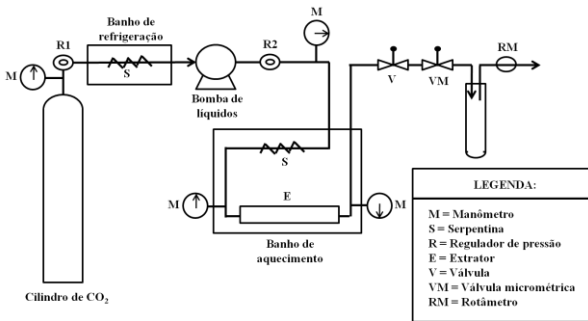 Banho de
refrigeração
R1
R2
M
RM
M
S
V
VM
Bomba de
líquidos
S
E
M
M
Banho de
aquecimento
Cilindro de CO₂
LEGENDA:
M = Manômetro
S = Serpentina
R = Regulador de pressão
E = Extrator
V = Válvula
VM = Válvula micrométrica
RM = Rotâmetro